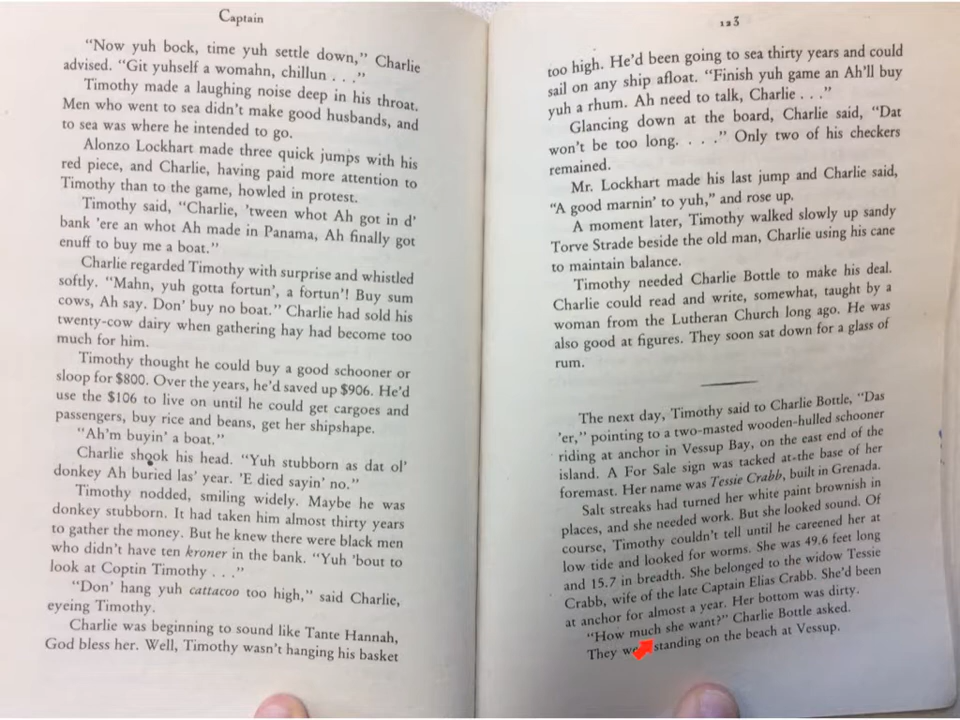 Captain
"Now yuh bock, time yuh settle down," Charlie
advised. "Git yuhself a womahn, chillun . . ."
Timothy made a laughing noise deep in his throat.
Men who went to sea didn't make good husbands, and
to sea was where he intended to go.
Alonzo Lockhart made three quick jumps with his
red piece, and Charlie, having paid more attention to
Timothy than to the game, howled in protest.
Timothy said, "Charlie, 'tween whot Ah got in d'
bank 'ere an whot Ah made in Panama, Ah finally got
enuff to buy me a boat."
Charlie regarded Timothy with surprise and whistled
softly. "Mahn, yuh gotta fortun', a fortun'! Buy sum
cows, Ah say. Don' buy no boat." Charlie had sold his
twenty-cow dairy when gathering hay had become too
much for him.
Timothy thought he could buy a good schooner or
sloop for $800. Over the years, he'd saved up $906. He'd
use the $106 to live on until he could get cargoes and
passengers, buy rice and beans, get her shipshape.
"Ah'm buyin' a boat."
Charlie shook his head. "Yuh stubborn as dat ol'
donkey Ah buried las' year. 'E died sayin' no."
Timothy nodded, smiling widely. Maybe he was
donkey stubborn. It had taken him almost thirty years
to gather the money. But he knew there were black men
who didn't have ten kroner in the bank. "Yuh 'bout to
look at Coptin Timothy . . ."
"Don' hang yuh cattacoo too high," said Charlie,
eyeing Timothy.
Charlie was beginning to sound like Tante Hannah,
God bless her. Well, Timothy wasn't hanging his basket
123
too high. He'd been going to sea thirty years and could
sail on any ship afloat. "Finish yuh game an Ah'll buy
yuh a rhum. Ah need to talk, Charlie . . ."
Glancing down at the board, Charlie said, "Dat
won't be too long. . . ." Only two of his checkers
remained.
Mr. Lockhart made his last jump and Charlie said,
"A good marnin' to yuh," and rose up.
A moment later, Timothy walked slowly up sandy
Torve Strade beside the old man, Charlie using his cane
to maintain balance.
Timothy needed Charlie Bottle to make his deal.
Charlie could read and write, somewhat, taught by a
woman from the Lutheran Church long ago. He was
also good at figures. They soon sat down for a glass of
rum.
The next day, Timothy said to Charlie Bottle, "Das
'er," pointing to a two-masted wooden-hulled schooner
riding at anchor in Vessup Bay, on the east end of the
island. A For Sale sign was tacked at the base of her
foremast. Her name was Tessie Crabb, built in Grenada.
Salt streaks had turned her white paint brownish in
places, and she needed work. But she looked sound. Of
course, Timothy couldn't tell until he careened her at
low tide and looked for worms. She was 49.6 feet long
and 15.7 in breadth. She belonged to the widow Tessie
Crabb, wife of the late Captain Elias Crabb. She'd been
at anchor for almost a year. Her bottom was dirty.
"How much she want?" Charlie Bottle asked.
They standing on the beach at Vessup.